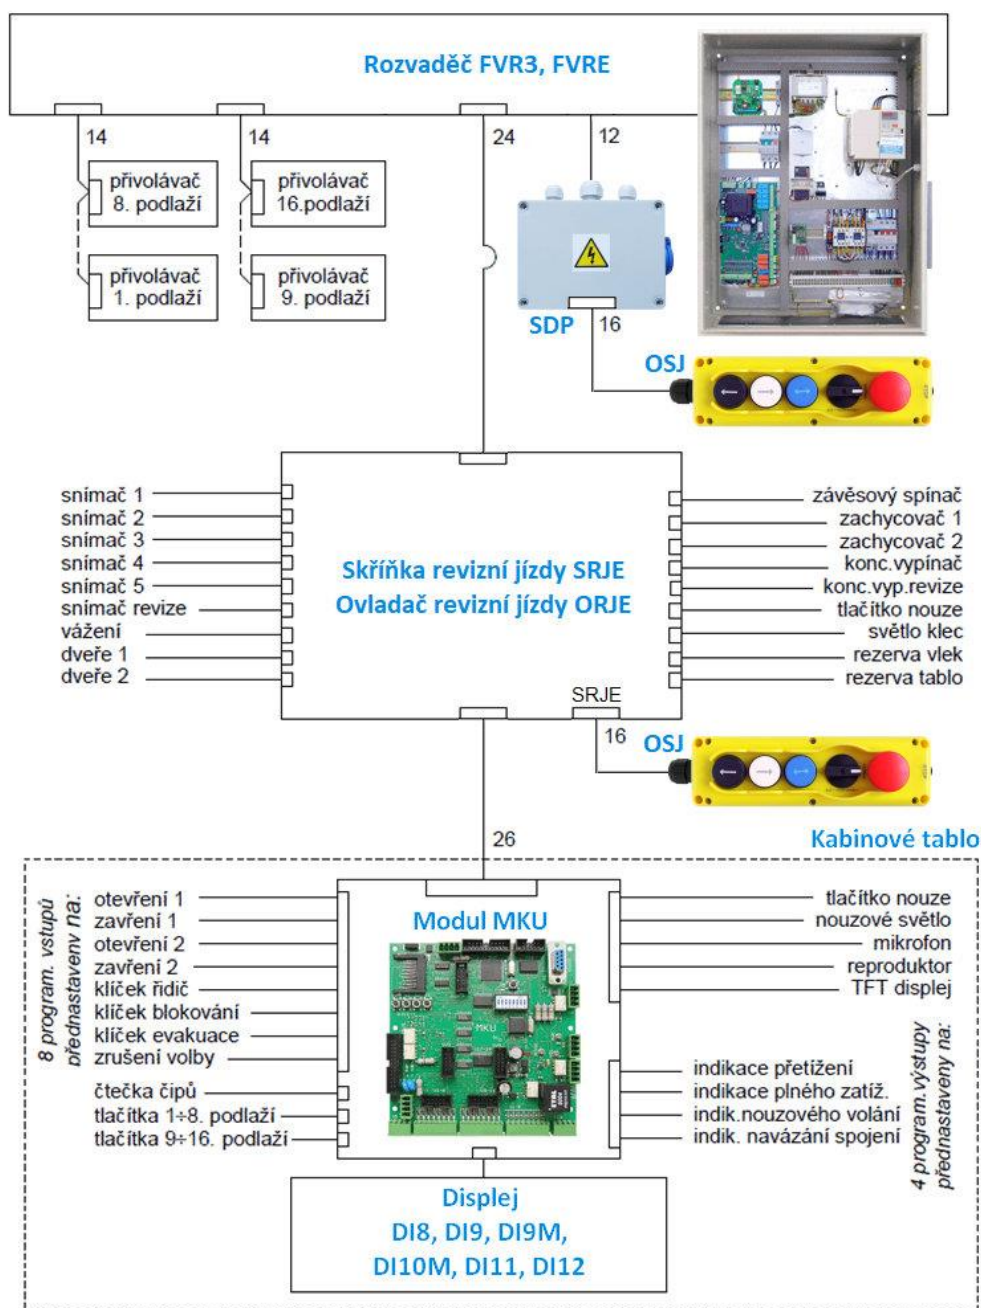 Rozvaděč FVR3, FVRE
14
14
24
12
přivolávač
8. podlaží
přivolávač
16.podlaží
přivolávač
1. podlaží
přivolávač
9. podlaží
SDP
16
OSJ
snímač 1
snímač 2
snímač 3
snímač 4
snímač 5
snímač revize
vážení
dveře 1
dveře 2
Skříňka revizní jízdy SRJE
Ovladač revizní jízdy ORJE
závěsový spínač
zachycovač 1
zachycovač 2
konc.vypínač
konc.vyp.revize
tlačítko nouze
světlo klec
rezerva vlek
rezerva tablo
SRJE
16
OSJ
26
Kabinové tablo
8 program. vstupů
přednastaveny na:
otevření 1
zavření 1
otevření 2
zavření 2
klíček řidič
klíček blokování
klíček evakuace
zrušení volby
čtečka čipů
tlačítka 1÷8. podlaží
tlačítka 9÷16. podlaží
Modul MKU
MKU
tlačítko nouze
nouzové světlo
mikrofon
reproduktor
TFT displej
indikace přetížení
indikace plného zatíž.
indik.nouzového volání
indik. navázání spojení
4 program.výstupy
přednastaveny na:
Displej
DI8, DI9, DI9M,
DI10M, DI11, DI12